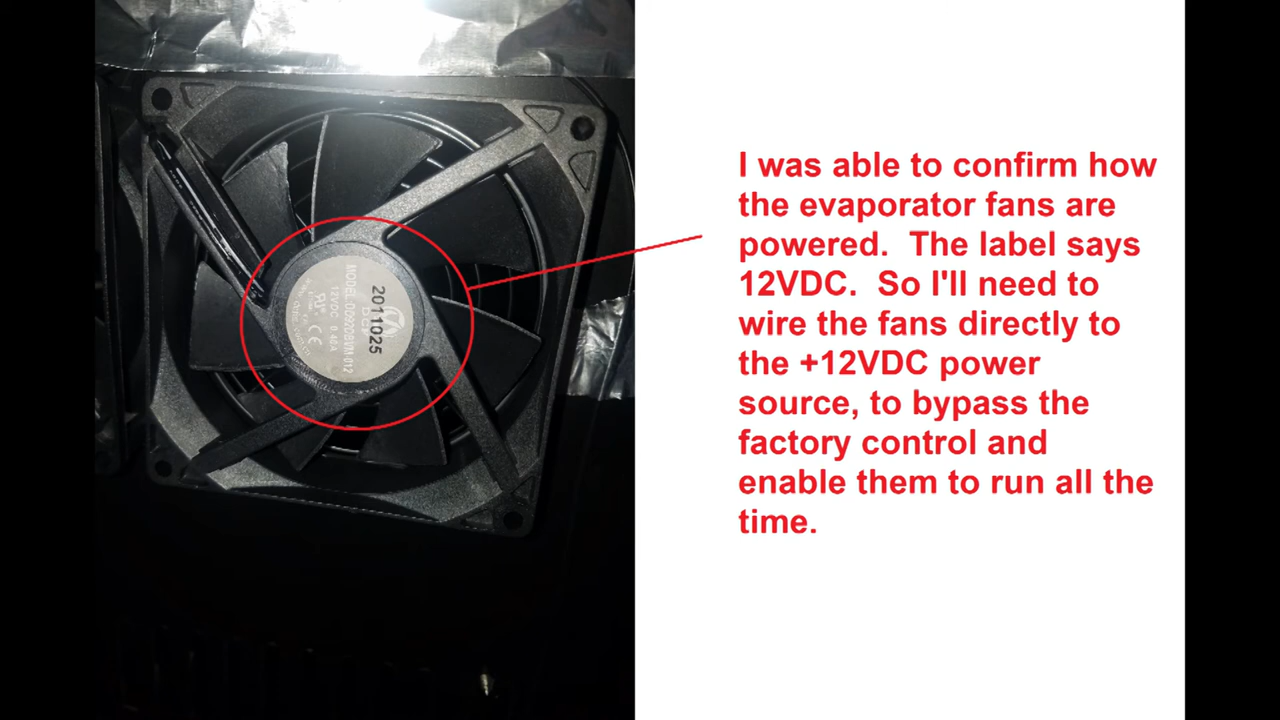 I was able to confirm how
the evaporator fans are
powered.  The label says
12VDC.  So I'll need to
wire the fans directly to
the +12VDC power
source, to bypass the
factory control and
enable them to run all the
time.
2011025
12VDC 0.48A